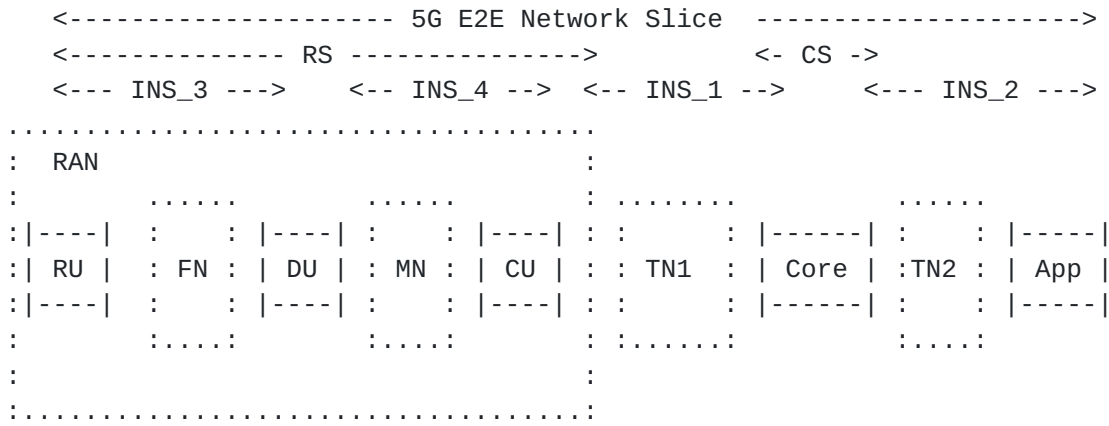 <--------------------- 5G E2E Network Slice --------------------->
<-------------- RS --------------->          <- CS ->
<--- INS_3 --->    <-- INS_4 --> <-- INS_1 -->     <--- INS_2 --->
......................................
:  RAN                               :
:        ......        ......        : ........          ......
:|----|  :    : |----| :    : |----| : :      : |------| :    : |-----|
:| RU |  : FN : | DU | : MN : | CU | : : TN1  : | Core | :TN2 : | App |
:|----|  :    : |----| :    : |----| : :      : |------| :    : |-----|
:        :....:        :....:        : :......:          :....:
:                                    :
:....................................: